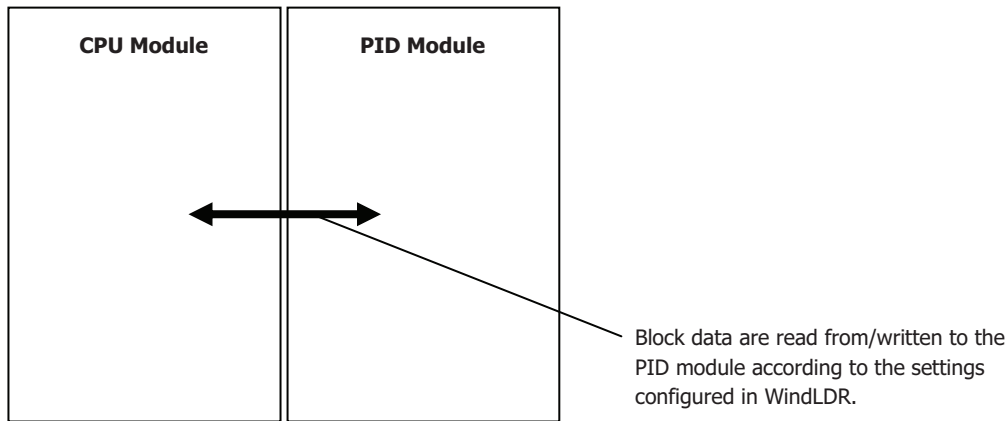 CPU Module
PID Module
Block data are read from/written to the
PID module according to the settings
configured in WindLDR.